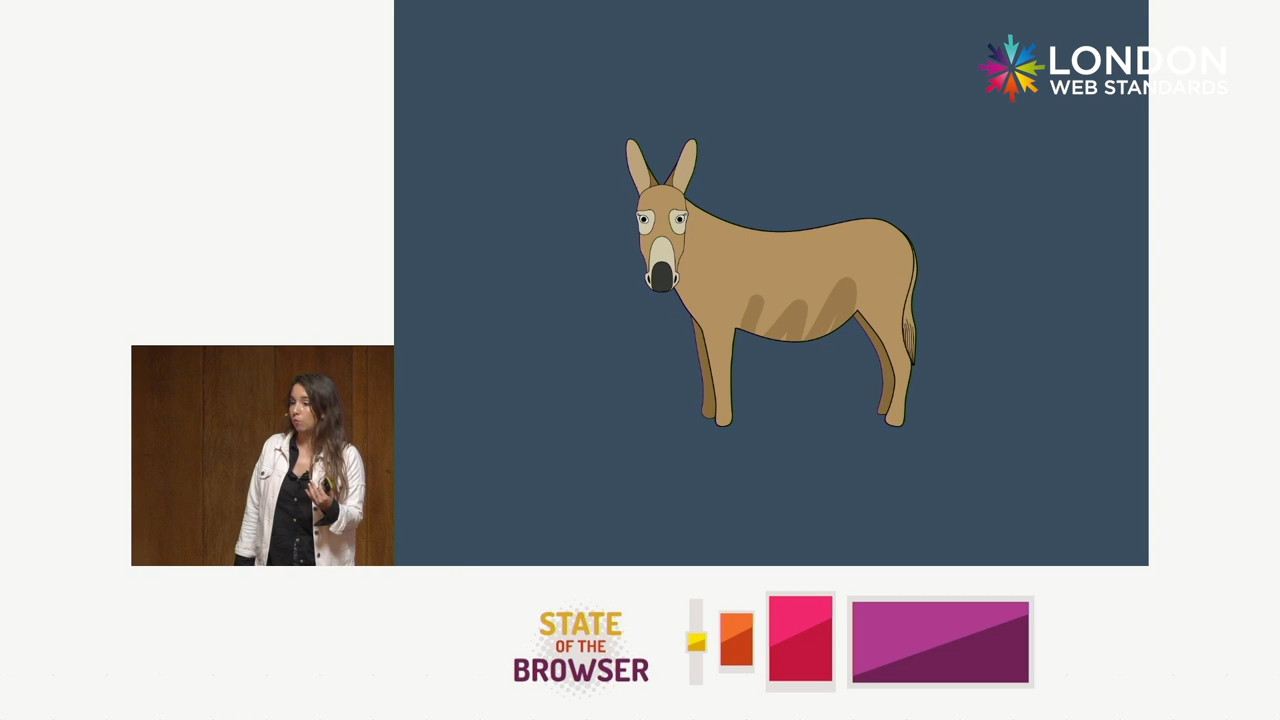 LONDON
WEB STANDARDS
STATE
OF THE
BROWSER